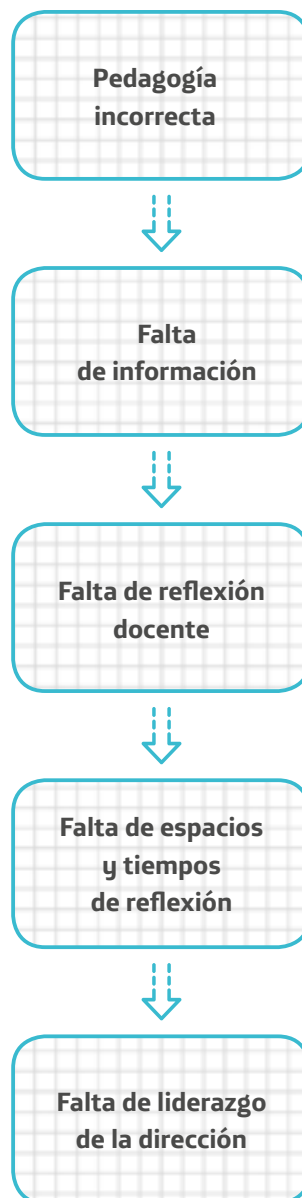 Pedagogía
incorrecta
Falta
de información
Falta de reflexión
docente
Falta de espacios
y tiempos
de reflexión
Falta de liderazgo
de la dirección